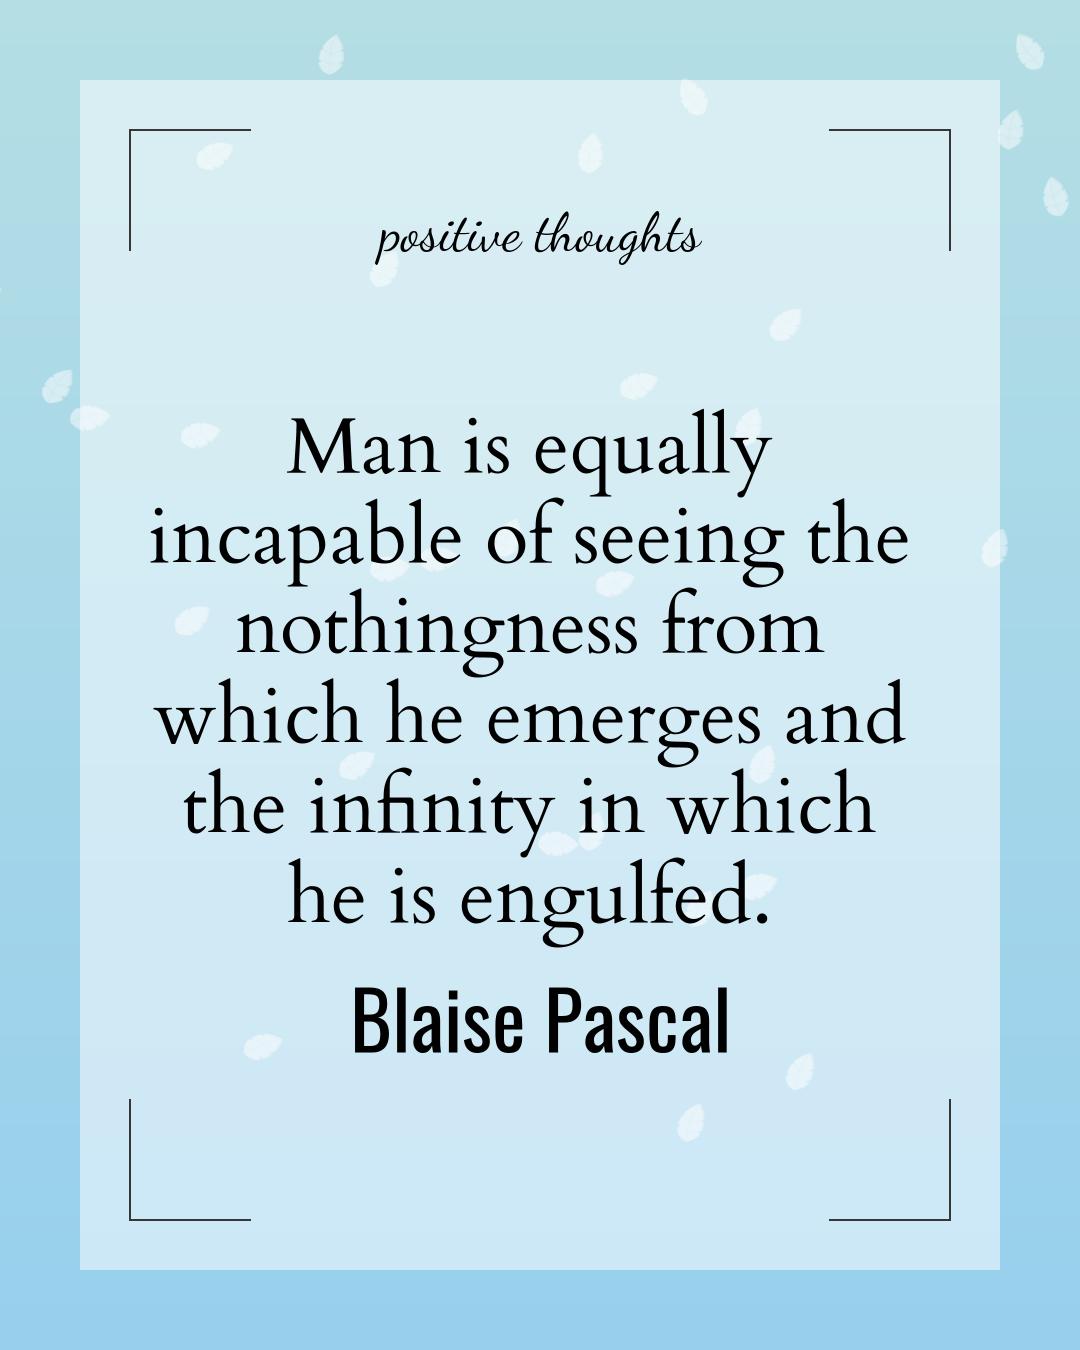 positive thoughts
Man is equally
incapable of seeing the
nothingness from
which he emerges and
the infinity in which
he is engulfed.
Blaise Pascal